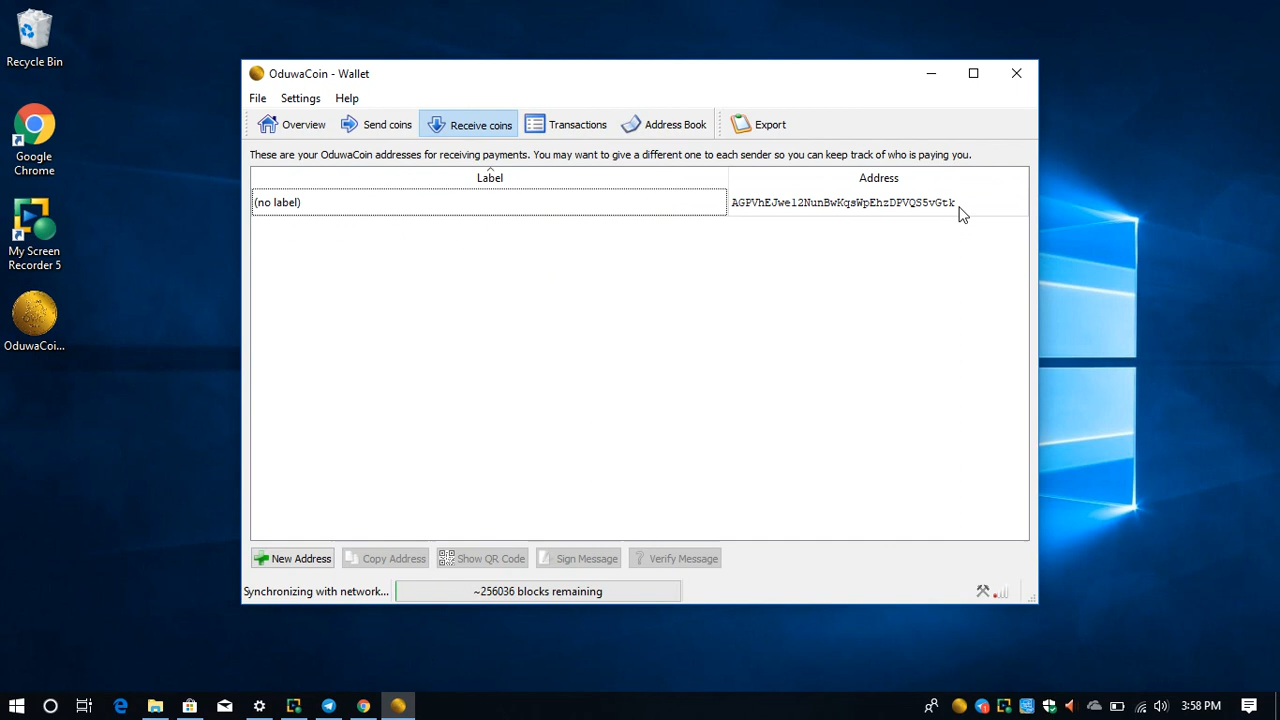 Recycle Bin
Google
Chrome
My Screen
Recorder 5
OduwaCoi...
OduwaCoin - Wallet
File Settings Help
Overview Send coins Receive coins Transactions Address Book Export
These are your OduwaCoin addresses for receiving payments. You may want to give a different one to each sender so you can keep track of who is paying you.
Label Address
(no label) AGPVhEJwel2NunBwKqsWpEhzDPVQS5vGtk
New Address Copy Address Show QR Code Sign Message Verify Message
Synchronizing with network... ~256036 blocks remaining
3:58 PM